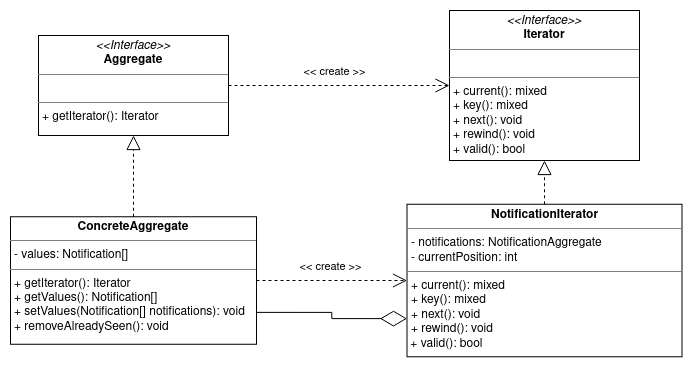 <<Interface>>
Aggregate
+ getIterator(): Iterator
<< create >>
<<Interface>>
Iterator
+ current(): mixed
+ key(): mixed
+ next(): void
+ rewind(): void
+ valid(): bool
ConcreteAggregate
- values: Notification[]
+ getIterator(): Iterator
+ getValues(): Notification[]
+ setValues(Notification[] notifications): void
+ removeAlreadySeen(): void
<< create >>
NotificationIterator
- notifications: NotificationAggregate
- currentPosition: int
+ current(): mixed
+ key(): mixed
+ next(): void
+ rewind(): void
+ valid(): bool